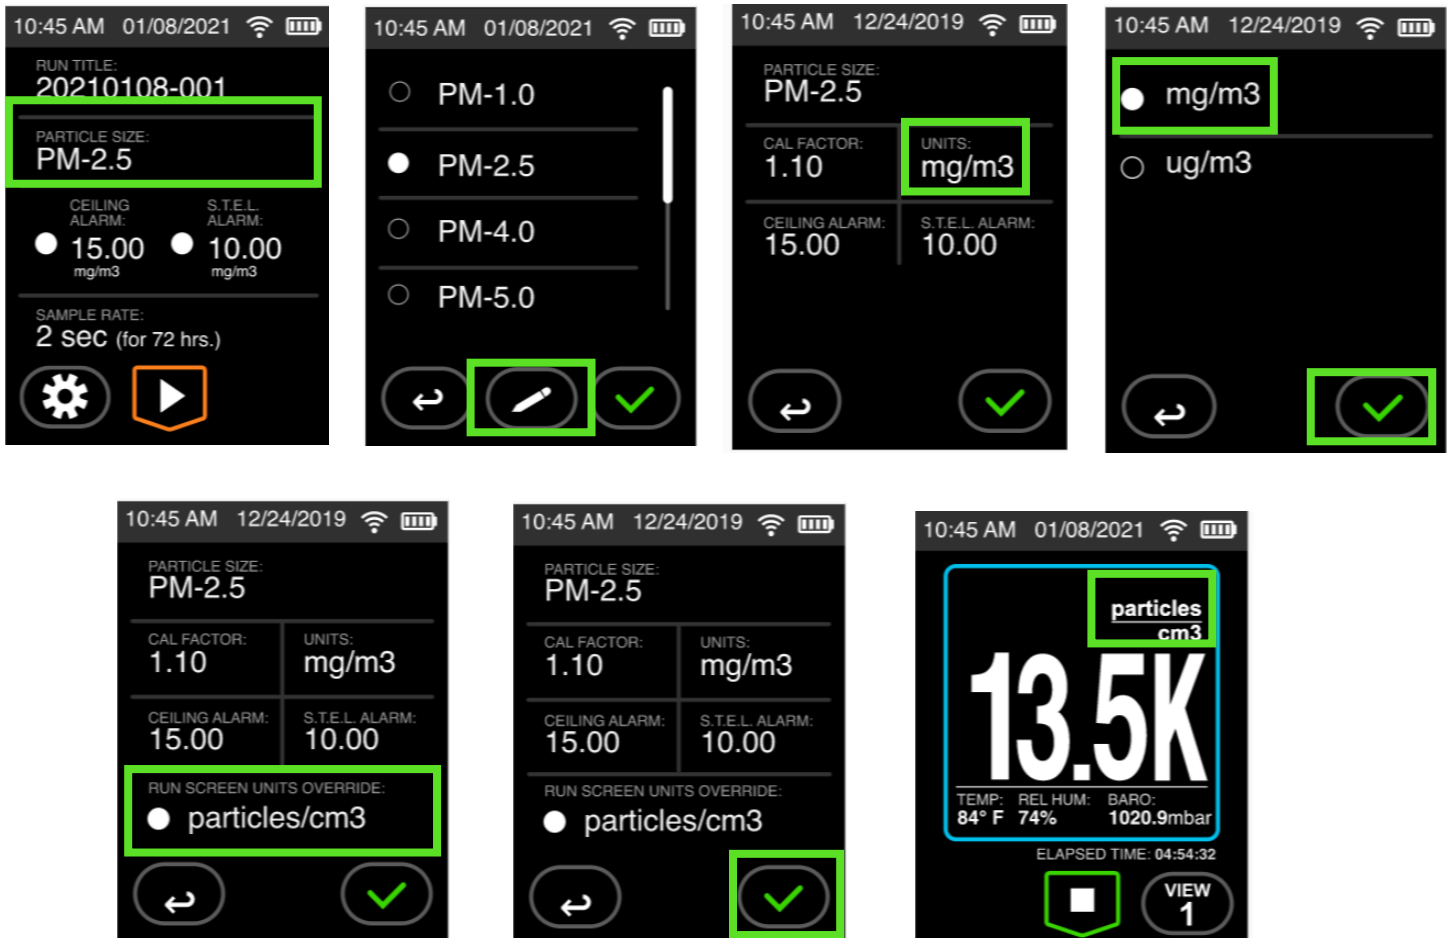 10:45 AM 01/08/2021
RUN TITLE:
20210108-001
PARTICLE SIZE:
PM-2.5
CEILING
ALARM:
15.00
mg/m3
S.T.E.L.
ALARM:
10.00
mg/m3
SAMPLE RATE:
2 sec (for 72 hrs.)
10:45 AM 01/08/2021
PM-1.0
PM-2.5
PM-4.0
PM-5.0
10:45 AM 12/24/2019
PARTICLE SIZE:
PM-2.5
CAL FACTOR:
1.10
UNITS:
mg/m3
CEILING ALARM:
15.00
S.T.E.L. ALARM:
10.00
10:45 AM 12/24/2019
mg/m3
ug/m3
10:45 AM 12/24/2019
PARTICLE SIZE:
PM-2.5
CAL FACTOR:
1.10
UNITS:
mg/m3
CEILING ALARM:
15.00
S.T.E.L. ALARM:
10.00
RUN SCREEN UNITS OVERRIDE:
particles/cm3
10:45 AM 12/24/2019
PARTICLE SIZE:
PM-2.5
CAL FACTOR:
1.10
UNITS:
mg/m3
CEILING ALARM:
15.00
S.T.E.L. ALARM:
10.00
RUN SCREEN UNITS OVERRIDE:
particles/cm3
10:45 AM 01/08/2021
particles
cm3
13.5K
TEMP:
84° F
REL HUM:
74%
BARO:
1020.9mbar
ELAPSED TIME: 04:54:32
VIEW
1